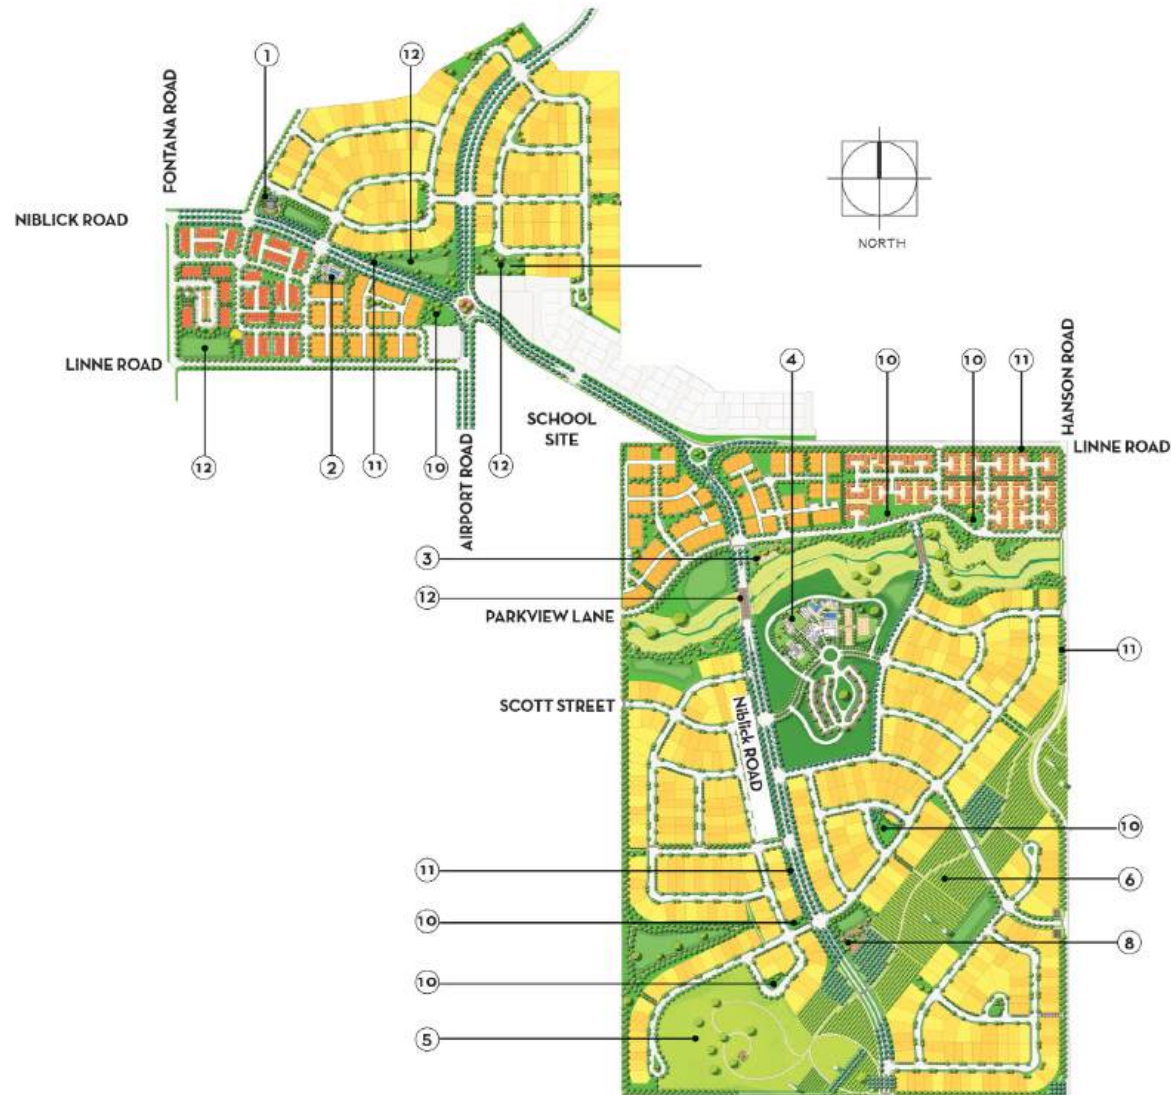 1
12
FONTANA ROAD
NIBLICK ROAD
NORTH
LINNE ROAD
12
2
11
10
AIRPORT ROAD
12
SCHOOL
SITE
4
10
10
11
HANSON ROAD
LINNE ROAD
3
12
PARKVIEW LANE
11
SCOTT STREET
Niblick ROAD
10
11
6
10
8
10
5